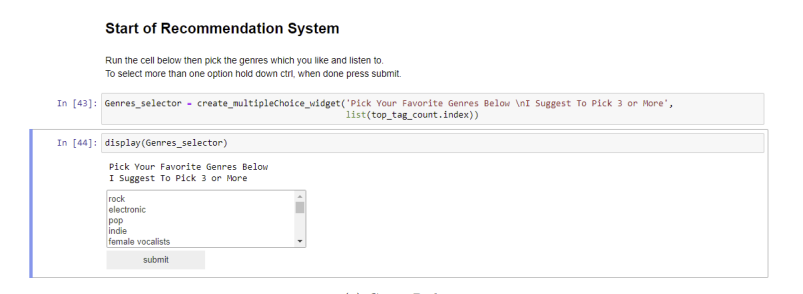 Start of Recommendation System
Run the cell below then pick the genres which you like and listen to.
To select more than one option hold down ctrl, when done press submit.
In [43]: Genres_selector = create_multipleChoice_widget('Pick Your Favorite Genres Below \nI Suggest To Pick 3 or More',
list(top_tag_count.index))
In [44]: display(Genres_selector)
Pick Your Favorite Genres Below
I Suggest To Pick 3 or More
rock
electronic
pop
indie
female vocalists
submit